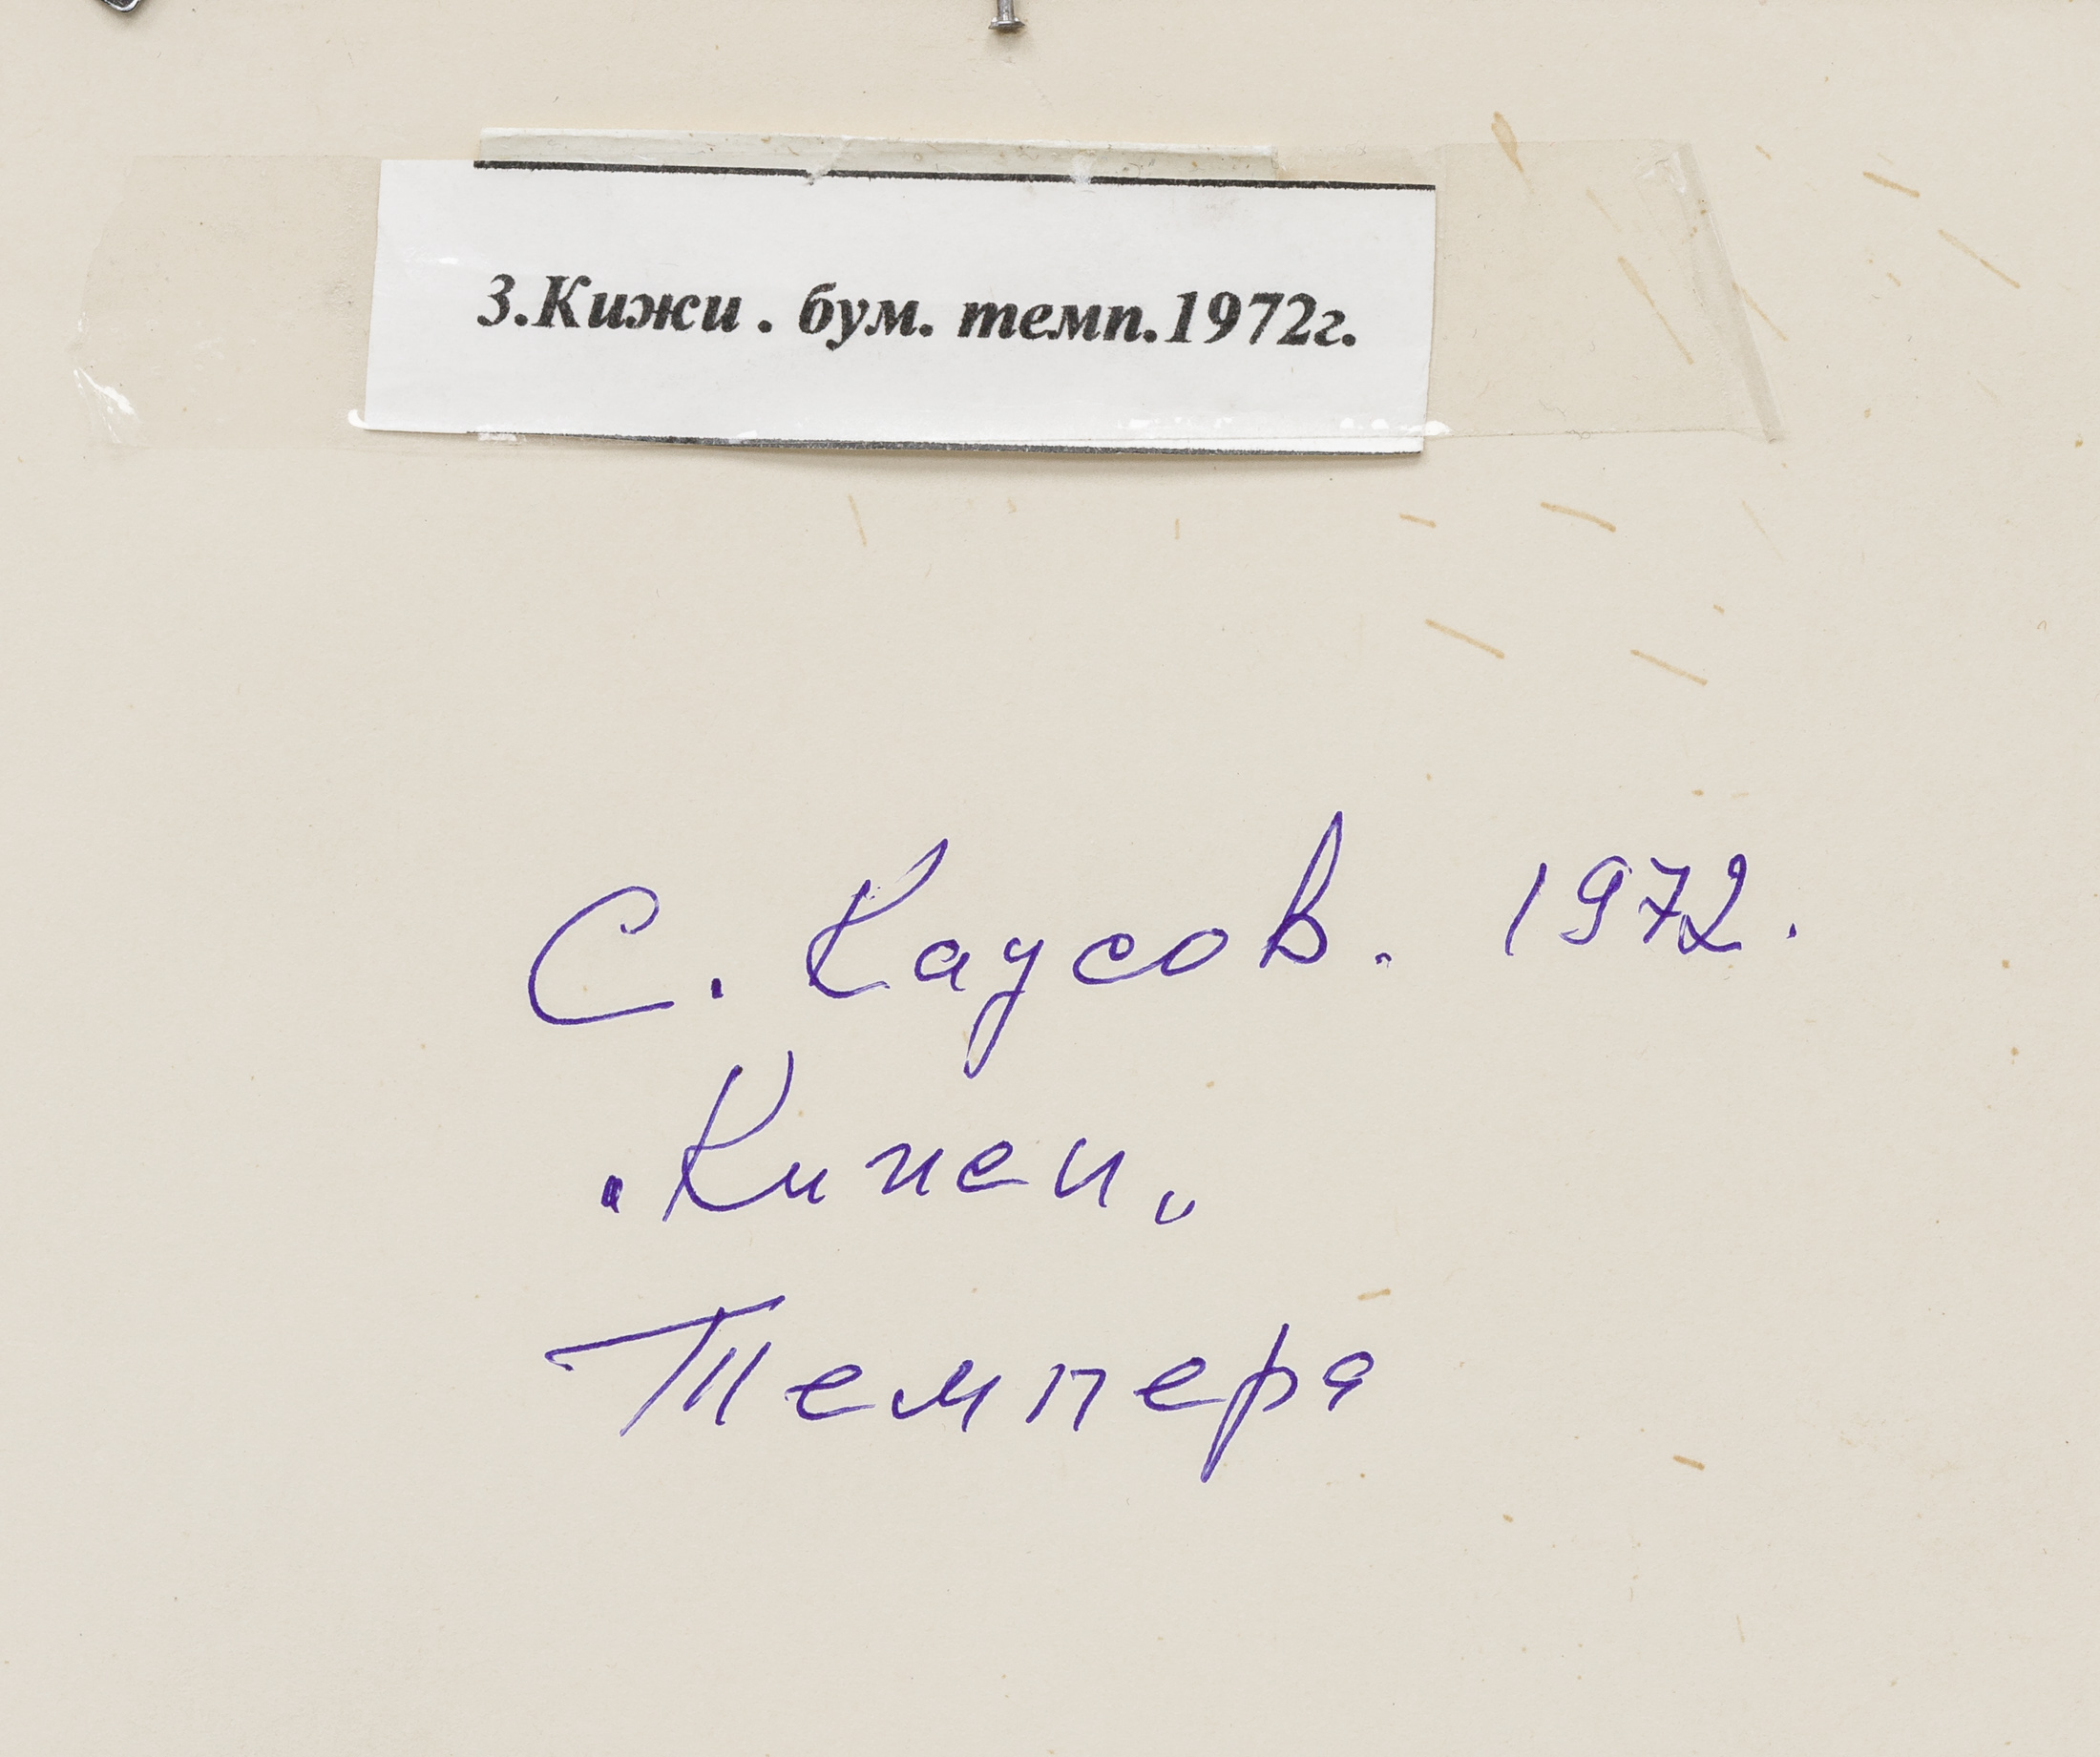 3.Кижи . бум. темп.1972г.
С. Каусов. 1972.
"Кижи"
Темпера